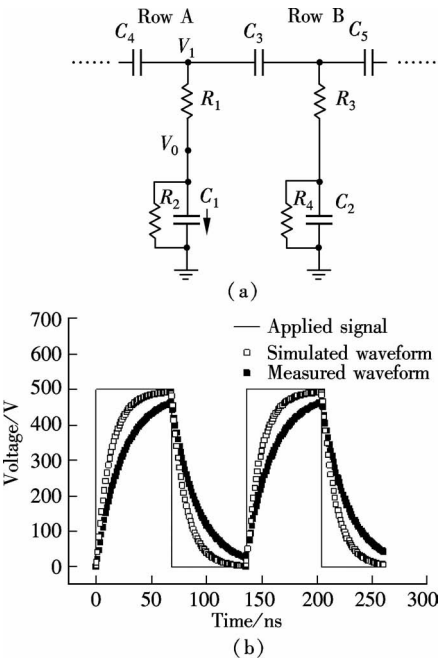 Row A
Row B
C4
V1
C3
C5
R1
R3
V0
R2
C1
R4
C2
(a)
700
600
500
400
300
200
100
0
Voltage/V
Applied signal
Simulated waveform
Measured waveform
0 50 100 150 200 250 300
Time/ns
(b)